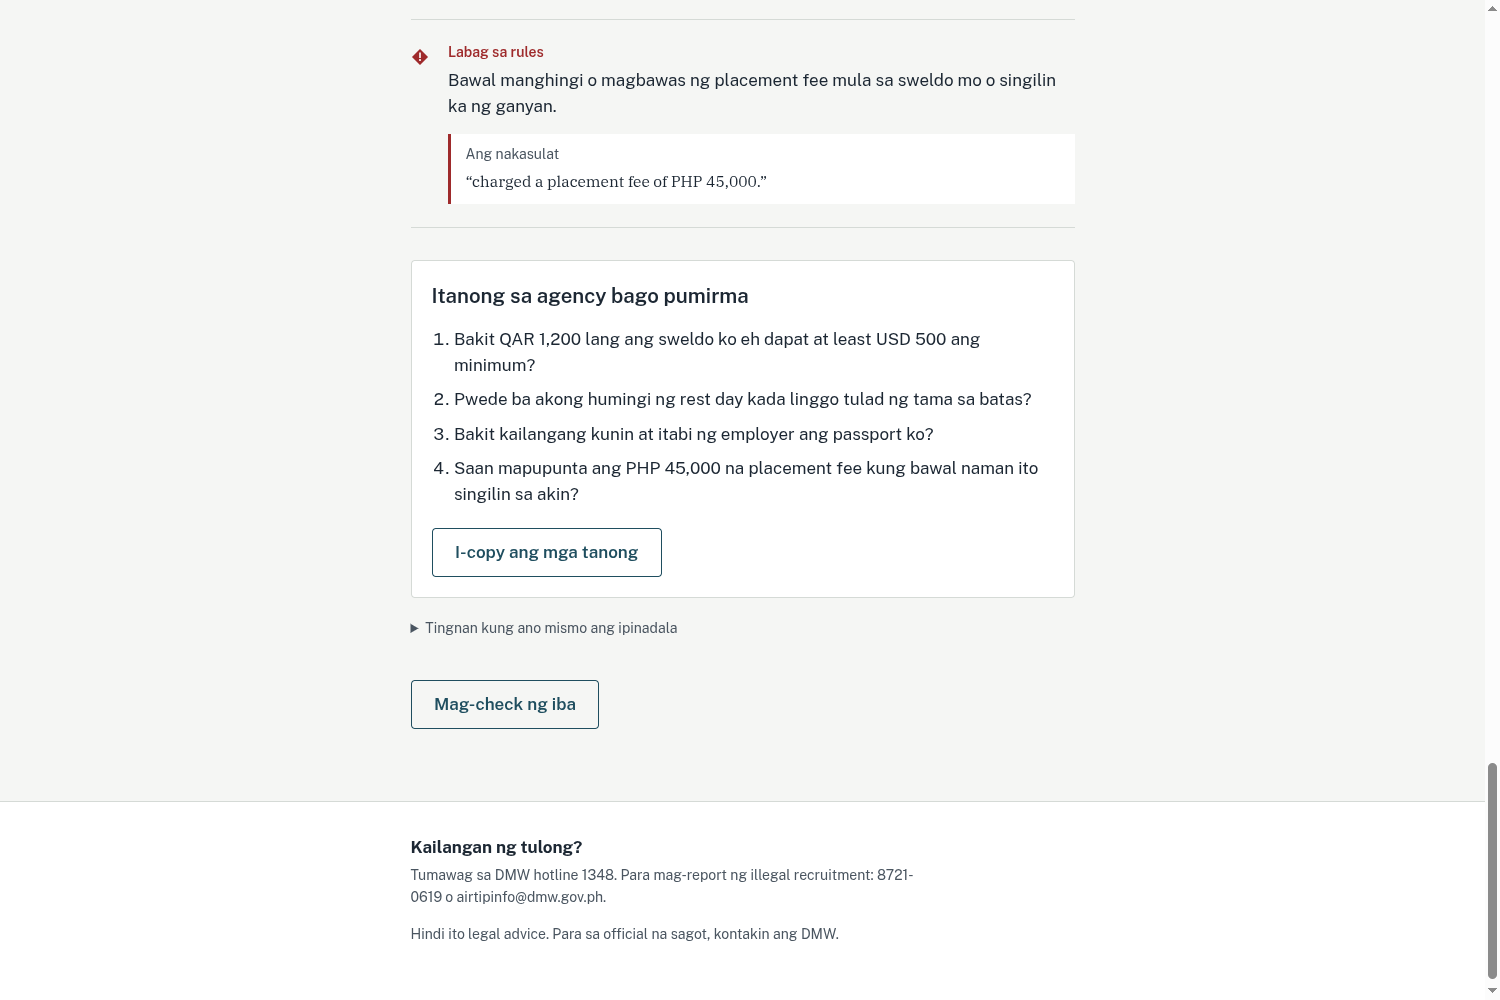 Labag sa rules
Bawal manghingi o magbawas ng placement fee mula sa sweldo mo o singilin
ka ng ganyan.
Ang nakasulat
“charged a placement fee of PHP 45,000.”
Itanong sa agency bago pumirma
1. Bakit QAR 1,200 lang ang sweldo ko eh dapat at least USD 500 ang
minimum?
2. Pwede ba akong humingi ng rest day kada linggo tulad ng tama sa batas?
3. Bakit kailangang kunin at itabi ng employer ang passport ko?
4. Saan mapupunta ang PHP 45,000 na placement fee kung bawal naman ito
singilin sa akin?
I-copy ang mga tanong
Tingnan kung ano mismo ang ipinadala
Mag-check ng iba
Kailangan ng tulong?
Tumawag sa DMW hotline 1348. Para mag-report ng illegal recruitment: 8721-
0619 o airtipinfo@dmw.gov.ph.
Hindi ito legal advice. Para sa official na sagot, kontakin ang DMW.